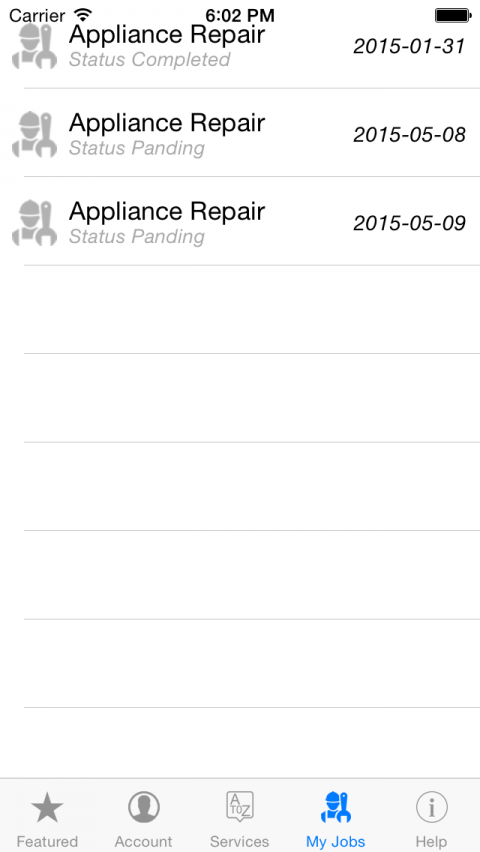 Carrier 6:02 PM
Appliance Repair 2015-01-31
Status Completed
Appliance Repair 2015-05-08
Status Panding
Appliance Repair 2015-05-09
Status Panding
A TO Z
Featured Account Services My Jobs Help